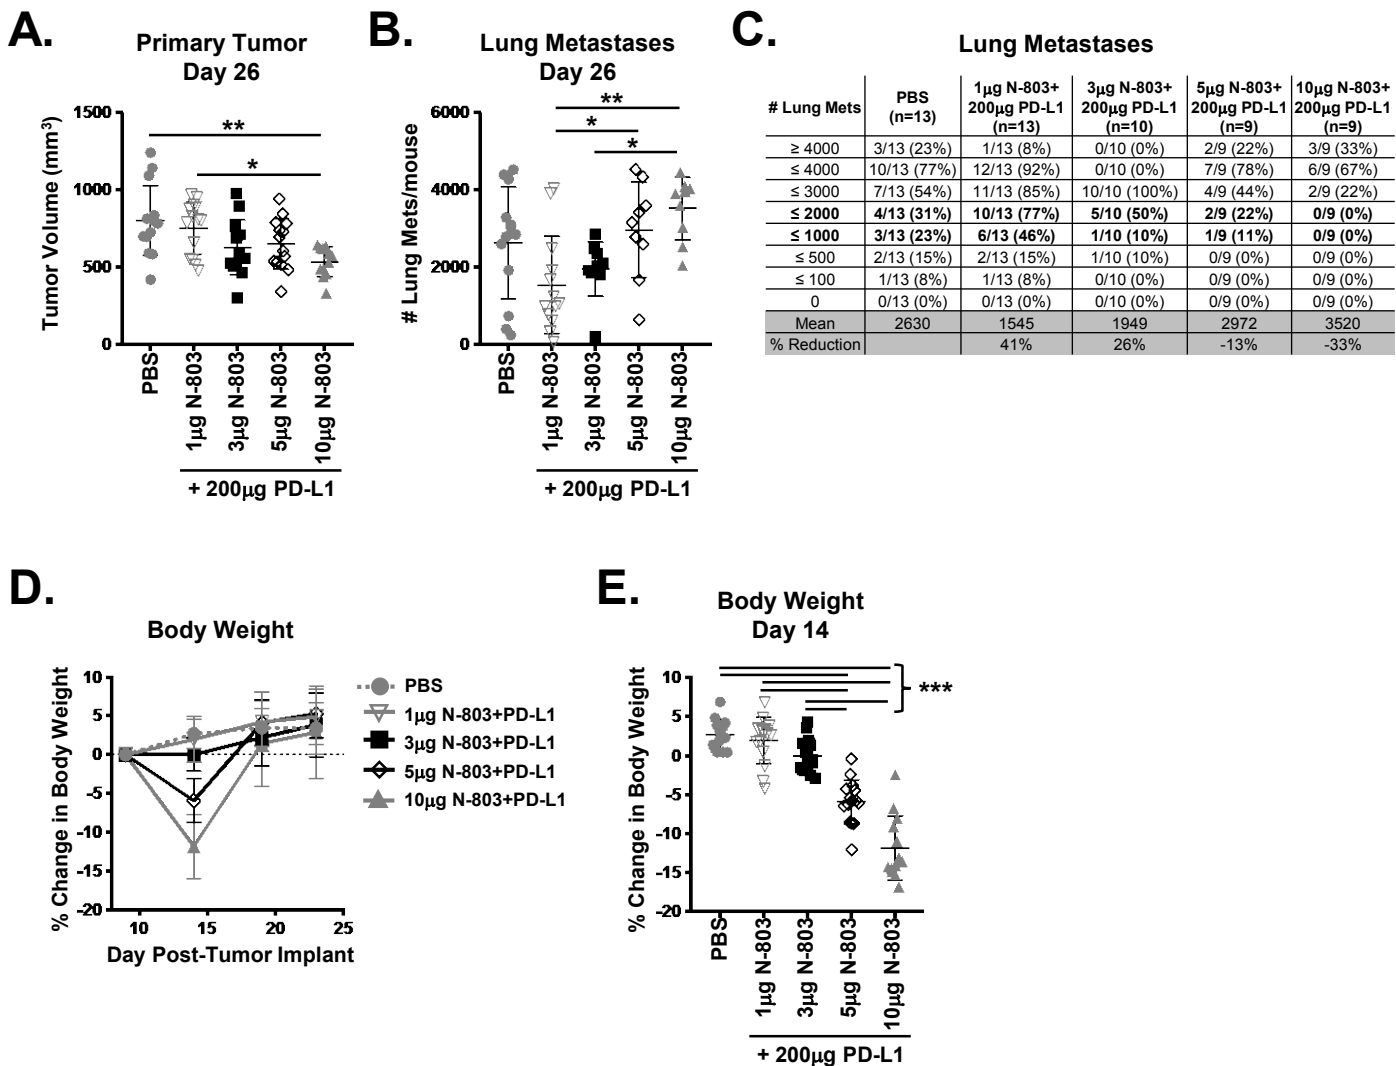 A.
Primary Tumor
Day 26
Tumor Volume (mm³)
1500
1000
500
0
**
*
PBS
1µg N-803
3µg N-803
5µg N-803
10µg N-803
+ 200µg PD-L1
B.
Lung Metastases
Day 26
# Lung Mets/mouse
6000
4000
2000
0
**
*
*
PBS
1µg N-803
3µg N-803
5µg N-803
10µg N-803
+ 200µg PD-L1
C.
Lung Metastases
# Lung Mets PBS (n=13) 1µg N-803+ 200µg PD-L1 (n=13) 3µg N-803+ 200µg PD-L1 (n=10) 5µg N-803+ 200µg PD-L1 (n=9) 10µg N-803+ 200µg PD-L1 (n=9)
≥ 4000 3/13 (23%) 1/13 (8%) 0/10 (0%) 2/9 (22%) 3/9 (33%)
≤ 4000 10/13 (77%) 12/13 (92%) 0/10 (0%) 7/9 (78%) 6/9 (67%)
≤ 3000 7/13 (54%) 11/13 (85%) 10/10 (100%) 4/9 (44%) 2/9 (22%)
≤ 2000 4/13 (31%) 10/13 (77%) 5/10 (50%) 2/9 (22%) 0/9 (0%)
≤ 1000 3/13 (23%) 6/13 (46%) 1/10 (10%) 1/9 (11%) 0/9 (0%)
≤ 500 2/13 (15%) 2/13 (15%) 1/10 (10%) 0/9 (0%) 0/9 (0%)
≤ 100 1/13 (8%) 1/13 (8%) 0/10 (0%) 0/9 (0%) 0/9 (0%)
0 0/13 (0%) 0/13 (0%) 0/10 (0%) 0/9 (0%) 0/9 (0%)
Mean 2630 1545 1949 2972 3520
% Reduction 41% 26% -13% -33%
D.
Body Weight
% Change in Body Weight
10
5
0
-5
-10
-15
-20
10 15 20 25
Day Post-Tumor Implant
PBS
1µg N-803+PD-L1
3µg N-803+PD-L1
5µg N-803+PD-L1
10µg N-803+PD-L1
E.
Body Weight
Day 14
% Change in Body Weight
10
5
0
-5
-10
-15
-20
***
PBS
1µg N-803
3µg N-803
5µg N-803
10µg N-803
+ 200µg PD-L1